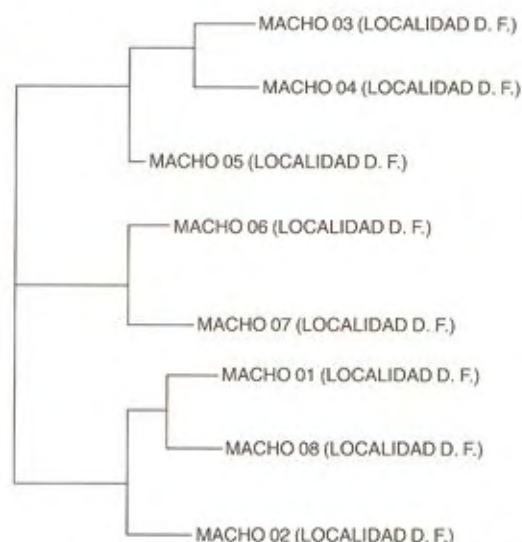 MACHO 03 (LOCALIDAD D. F.)
MACHO 04 (LOCALIDAD D. F.)
MACHO 05 (LOCALIDAD D. F.)
MACHO 06 (LOCALIDAD D. F.)
MACHO 07 (LOCALIDAD D. F.)
MACHO 01 (LOCALIDAD D. F.)
MACHO 08 (LOCALIDAD D. F.)
MACHO 02 (LOCALIDAD D. F.)